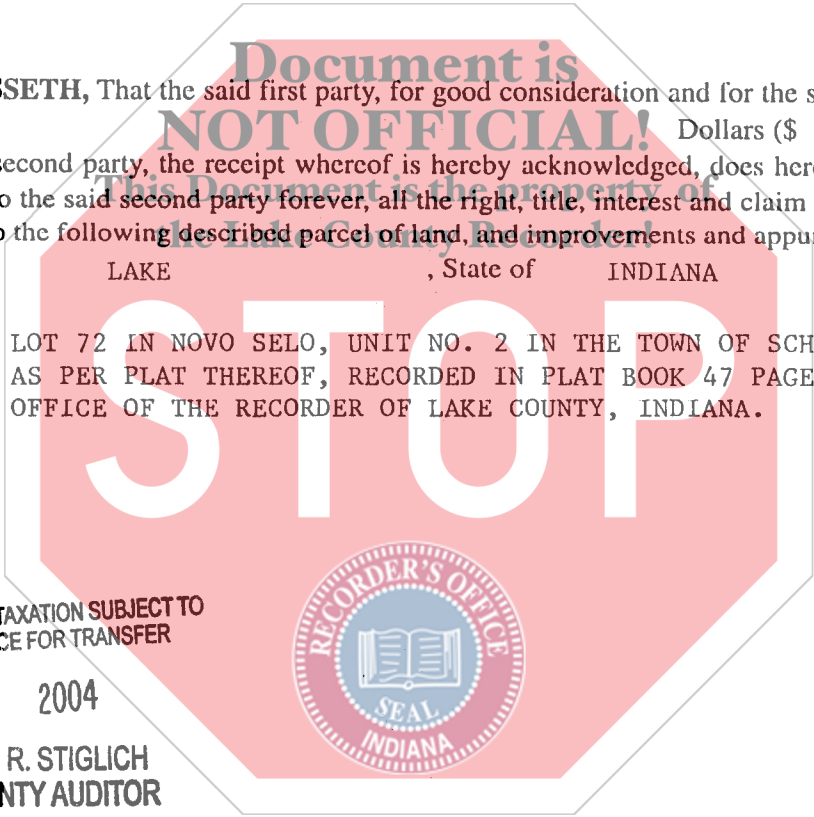 Document is
SSETH, That the said first party, for good consideration and for the s
NOT OFFICIAL!
Dollars ($
second party, the receipt whereof is hereby acknowledged, does her
This Document is the property of
o the said second party forever, all the right, title, interest and claim
the Lake County Recorder!
o the following described parcel of land, and improvements and appu
LAKE , State of INDIANA
STOP
LOT 72 IN NOVO SELO, UNIT NO. 2 IN THE TOWN OF SCH
AS PER PLAT THEREOF, RECORDED IN PLAT BOOK 47 PAGE
OFFICE OF THE RECORDER OF LAKE COUNTY, INDIANA.
RECORDER'S OFFICE
SEAL
INDIANA
TAXATION SUBJECT TO
CE FOR TRANSFER
2004
R. STIGLICH
NTY AUDITOR